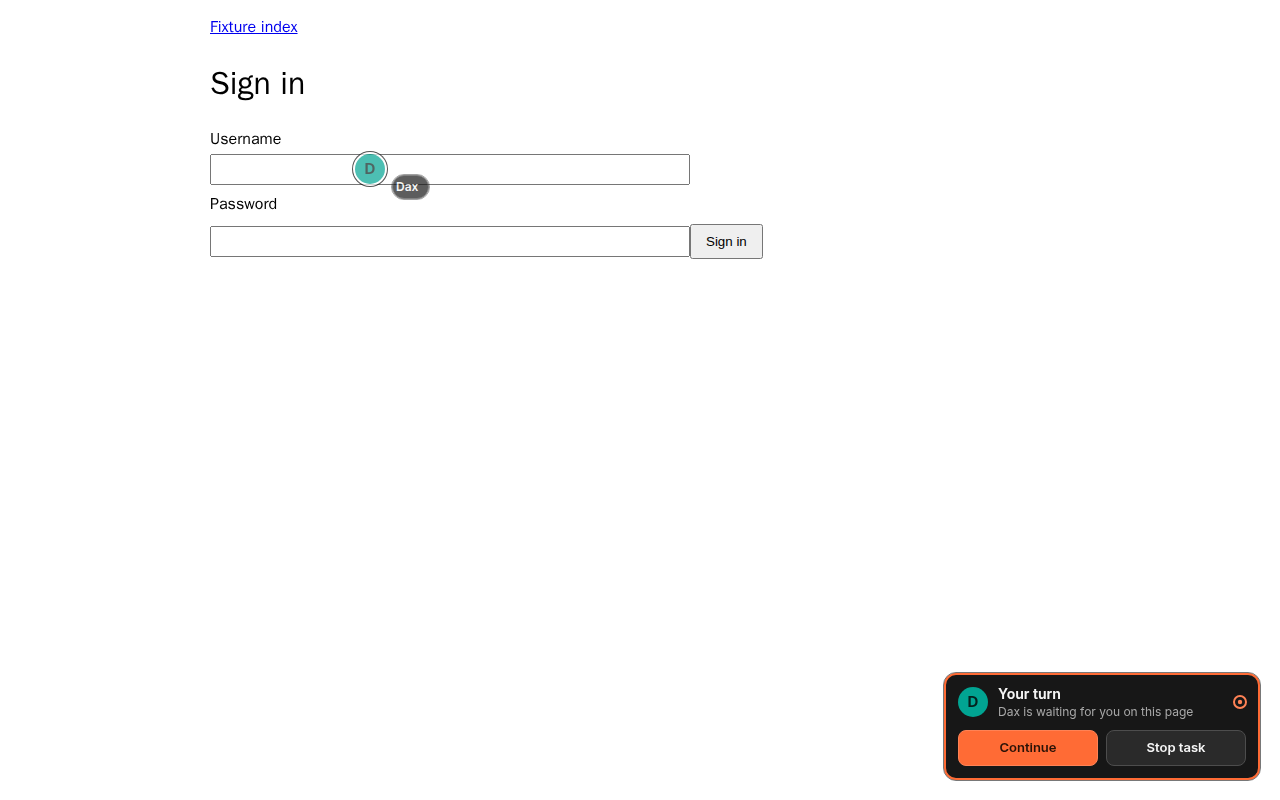 Fixture index
Sign in
Username
D
Dax
Password
Sign in
D
Your turn
Dax is waiting for you on this page
Continue
Stop task